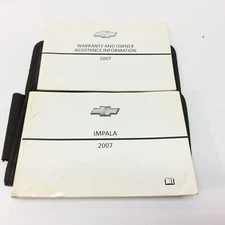 WARRANTY AND OWNER
ASSISTANCE INFORMATION
2007
IMPALA
2007